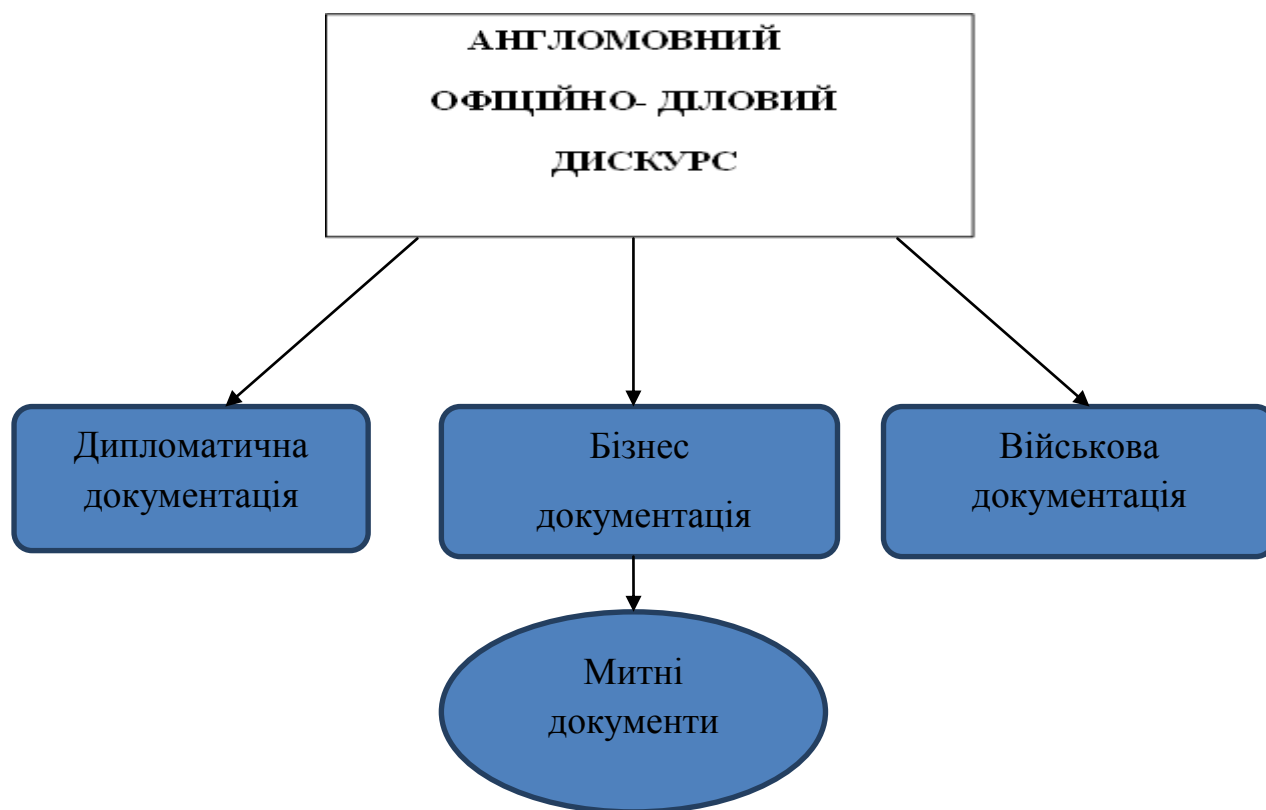 АНГЛОМОВНИЙ
ОФІЦІЙНО- ДІЛОВИЙ
ДИСКУРС
Дипломатична
документація
Бізнес
документація
Військова
документація
Митні
документи